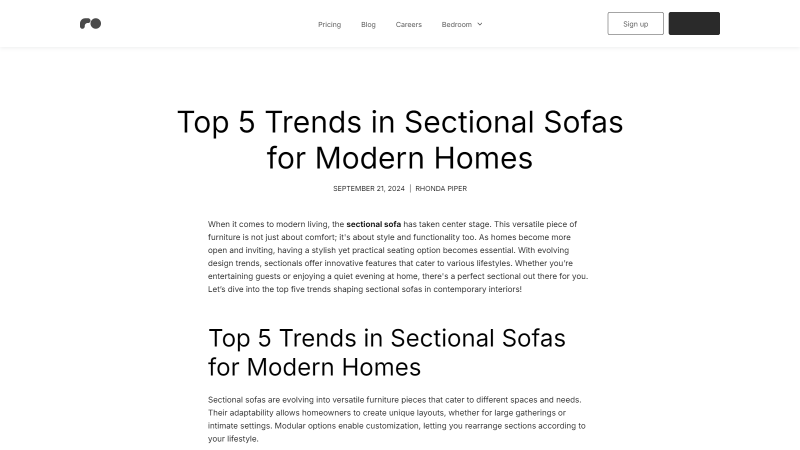 Pricing
Blog
Careers
Bedroom
Sign up
Top 5 Trends in Sectional Sofas
for Modern Homes
SEPTEMBER 21, 2024 | RHONDA PIPER
When it comes to modern living, the sectional sofa has taken center stage. This versatile piece of
furniture is not just about comfort; it's about style and functionality too. As homes become more
open and inviting, having a stylish yet practical seating option becomes essential. With evolving
design trends, sectionals offer innovative features that cater to various lifestyles. Whether you're
entertaining guests or enjoying a quiet evening at home, there's a perfect sectional out there for you.
Let's dive into the top five trends shaping sectional sofas in contemporary interiors!
Top 5 Trends in Sectional Sofas
for Modern Homes
Sectional sofas are evolving into versatile furniture pieces that cater to different spaces and needs.
Their adaptability allows homeowners to create unique layouts, whether for large gatherings or
intimate settings. Modular options enable customization, letting you rearrange sections according to
your lifestyle.